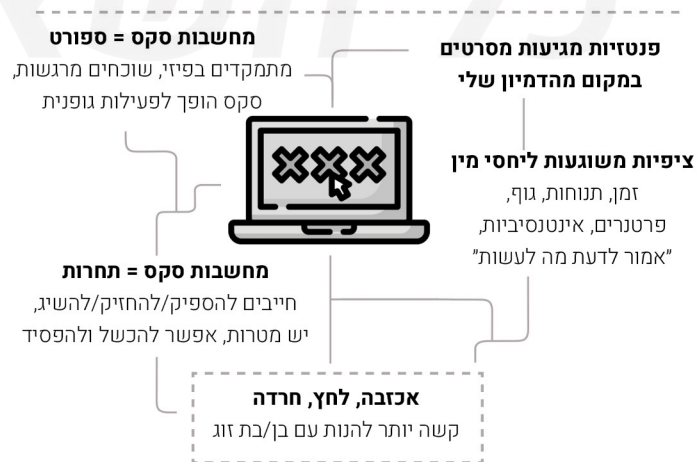 פנטזיות מגיעות מסרטים
במקום מהדמיון שלי
ציפיות משוגעות ליחסי מין
זמן, תנוחות, גוף,
פרטנרים, אינטנסיביות,
"אמור לדעת מה לעשות"
מחשבות סקס = ספורט
מתמקדים בפיזי, שוכחים מרגשות,
סקס הופך לפעילות גופנית
מחשבות סקס = תחרות
חייבים להספיק/להחזיק/להשיג,
יש מטרות, אפשר להכשל ולהפסיד
אכזבה, לחץ, חרדה
קשה יותר להנות עם בן/בת זוג